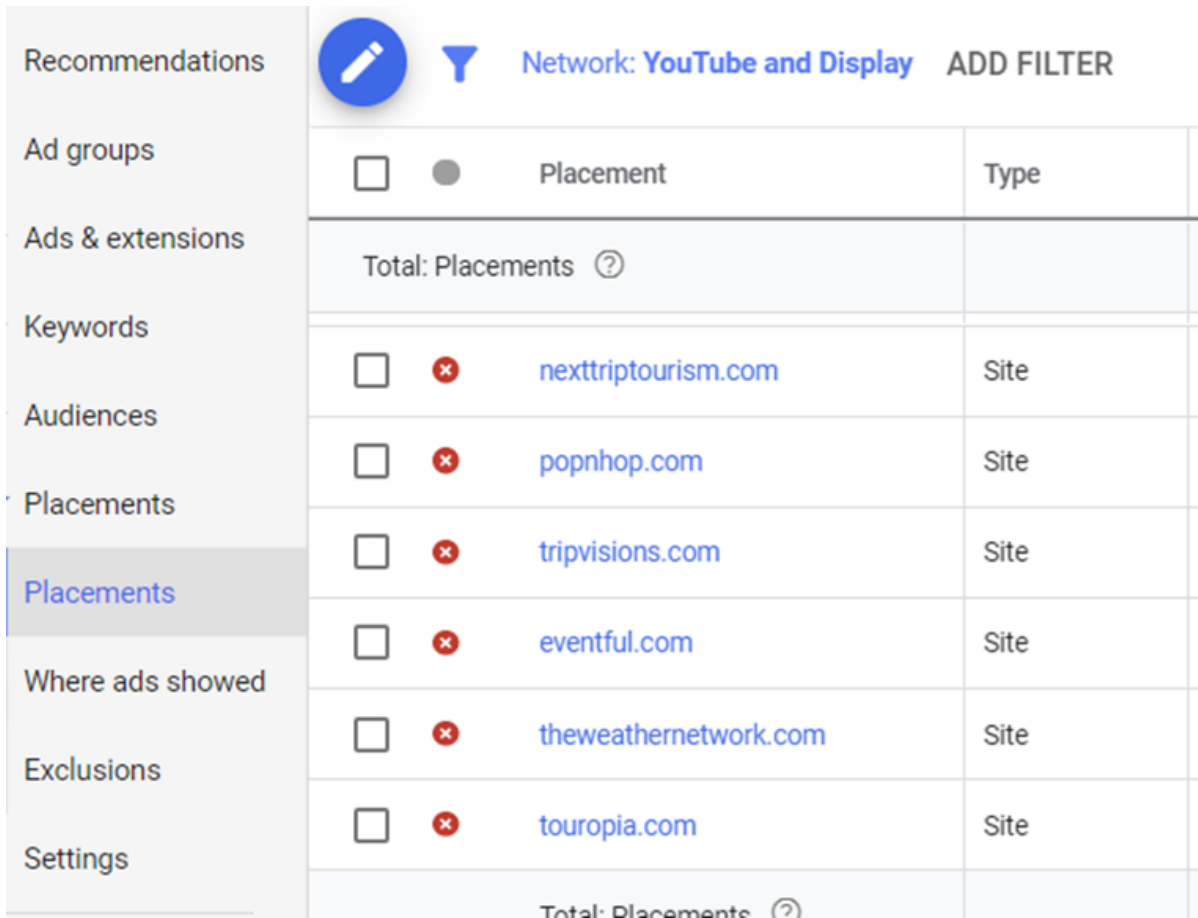 Recommendations
Ad groups
Ads & extensions
Keywords
Audiences
Placements
Placements
Where ads showed
Exclusions
Settings
Network: YouTube and Display ADD FILTER
Placement Type
Total: Placements ?
nexttriptourism.com Site
popnhop.com Site
tripvisions.com Site
eventful.com Site
theweathernetwork.com Site
touropia.com Site
Total: Placements ?